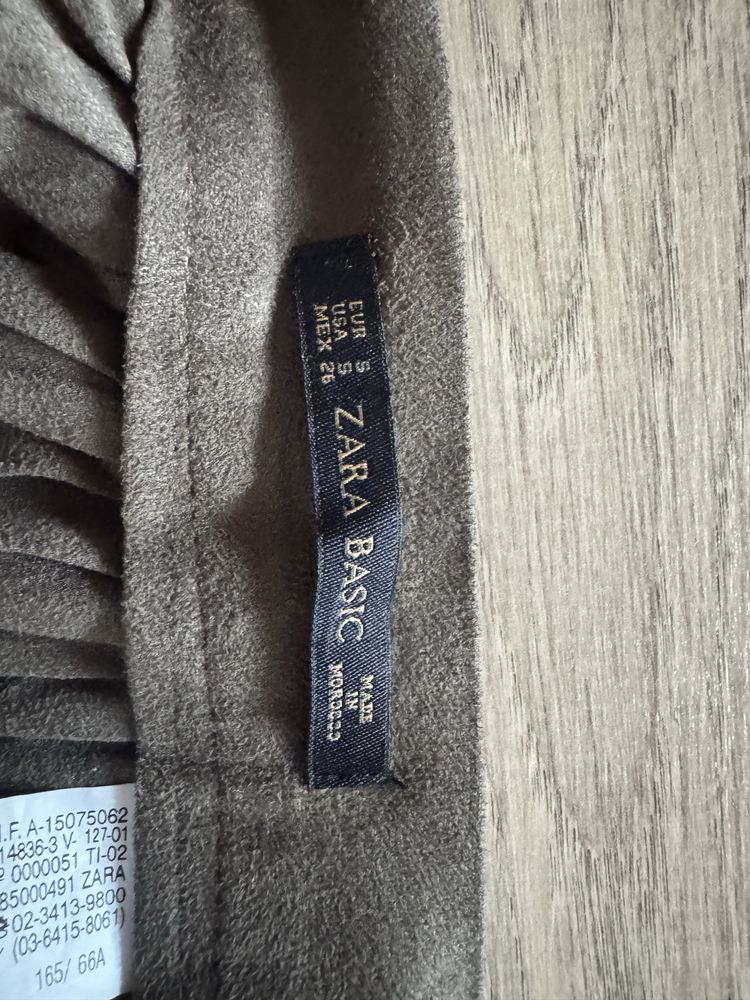 EUR S
USA S
MEX 26
ZARA BASIC
MADE
IN
MOROCCO
.F. A-15075062
14836-3 V- 127-01
0000051 TI-02
85000491 ZARA
02-3413-9800
(03-6415-8061)
165/ 66A